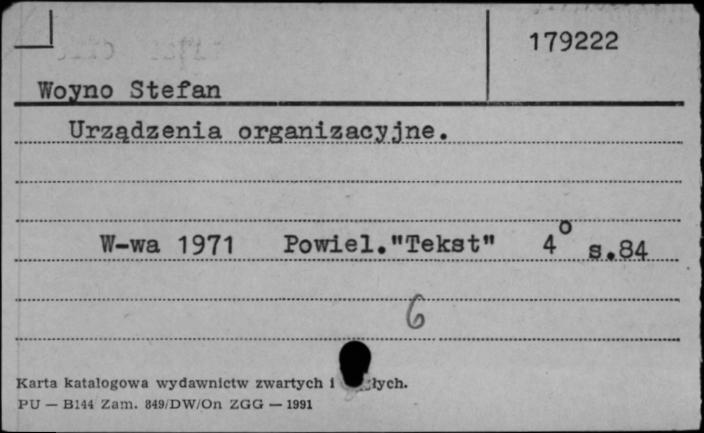 179222
Woyno Stefan
Urządzenia organizacyjne.
W-wa 1971 Powiel."Tekst" 4° s.84
6
Karta katalogowa wydawnictw zwartych i
PU — B144 Zam. 849/DW/On ZGG — 1991